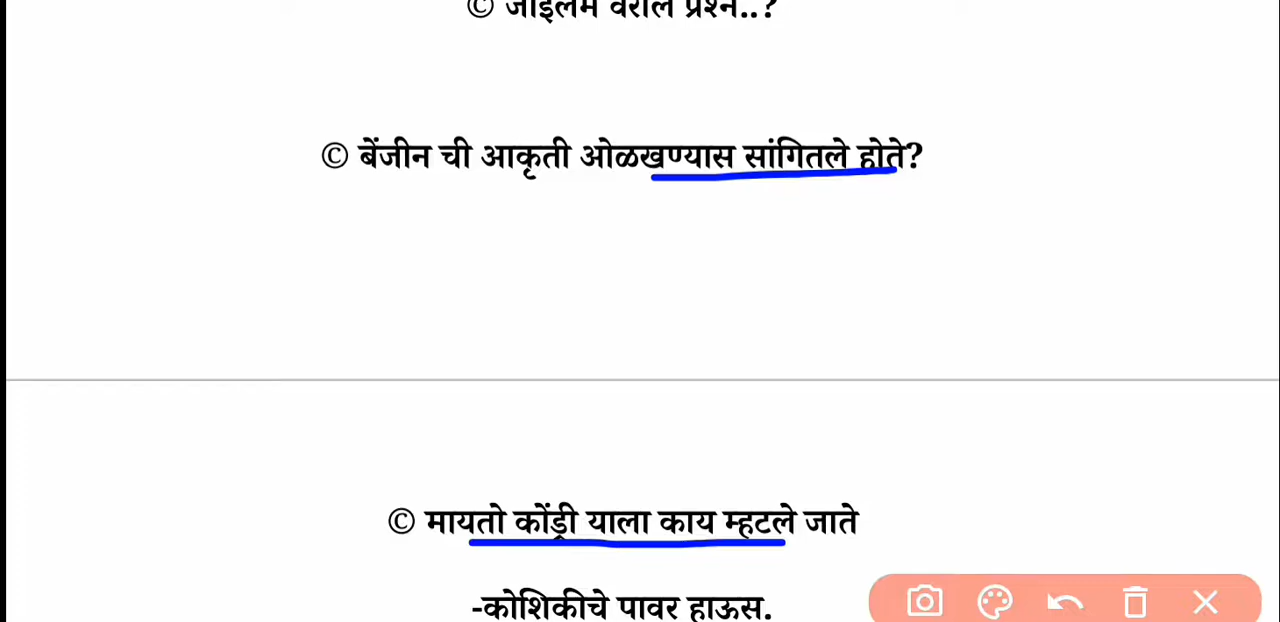 © जाइलम वरील प्रश्न..?
© बेंजीन ची आकृती ओळखण्यास सांगितले होते?
© मायतो कोंड्री याला काय म्हटले जाते
-कोशिकीचे पावर हाऊस.